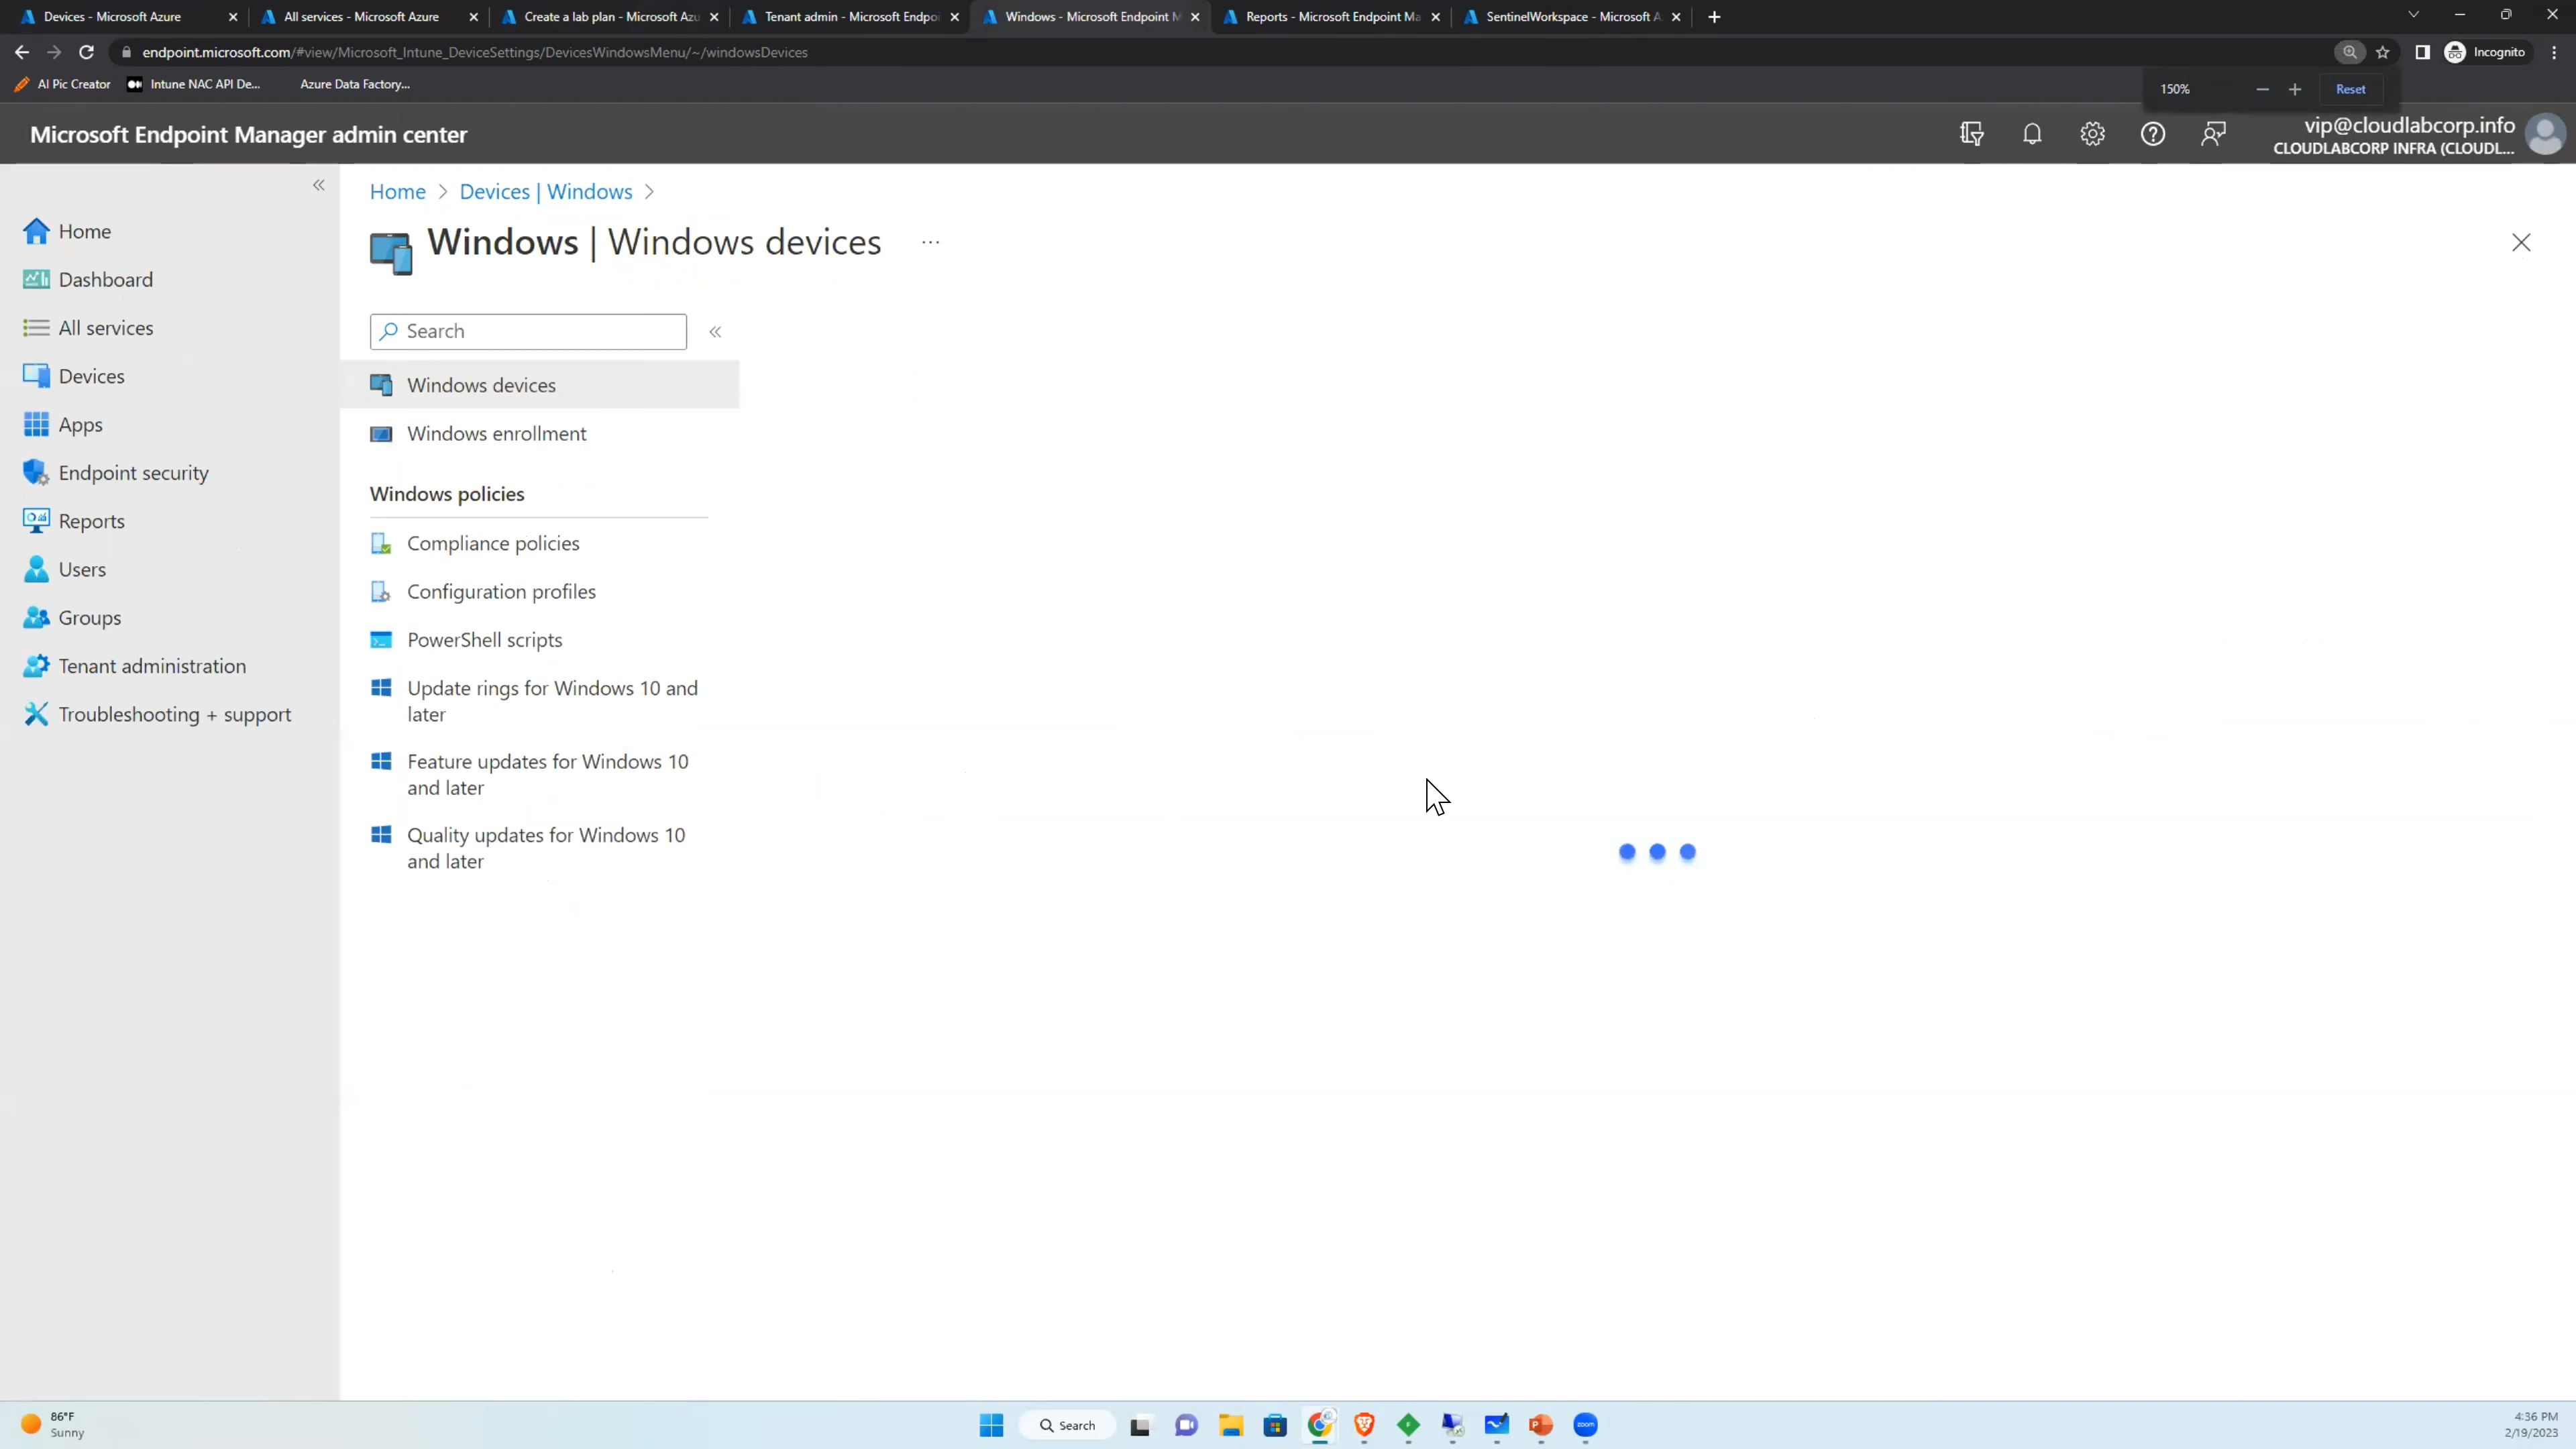 Devices - Microsoft Azure
All services - Microsoft Azure
Create a lab plan - Microsoft Azu
Tenant admin - Microsoft Endpoi
Windows - Microsoft Endpoint M
Reports - Microsoft Endpoint Ma
SentinelWorkspace - Microsoft A
endpoint.microsoft.com/#view/Microsoft_Intune_DeviceSettings/DevicesWindowsMenu/~/windowsDevices
Incognito
AI Pic Creator
Intune NAC API De...
Azure Data Factory...
150%
Reset
Microsoft Endpoint Manager admin center
vip@cloudlabcorp.info
CLOUDLABCORP INFRA (CLOUDL...
Home
Dashboard
All services
Devices
Apps
Endpoint security
Reports
Users
Groups
Tenant administration
Troubleshooting + support
Home > Devices | Windows >
Windows | Windows devices ...
Search
Windows devices
Windows enrollment
Windows policies
Compliance policies
Configuration profiles
PowerShell scripts
Update rings for Windows 10 and
later
Feature updates for Windows 10
and later
Quality updates for Windows 10
and later
86°F
Sunny
Search
zoom
4:36 PM
2/19/2023